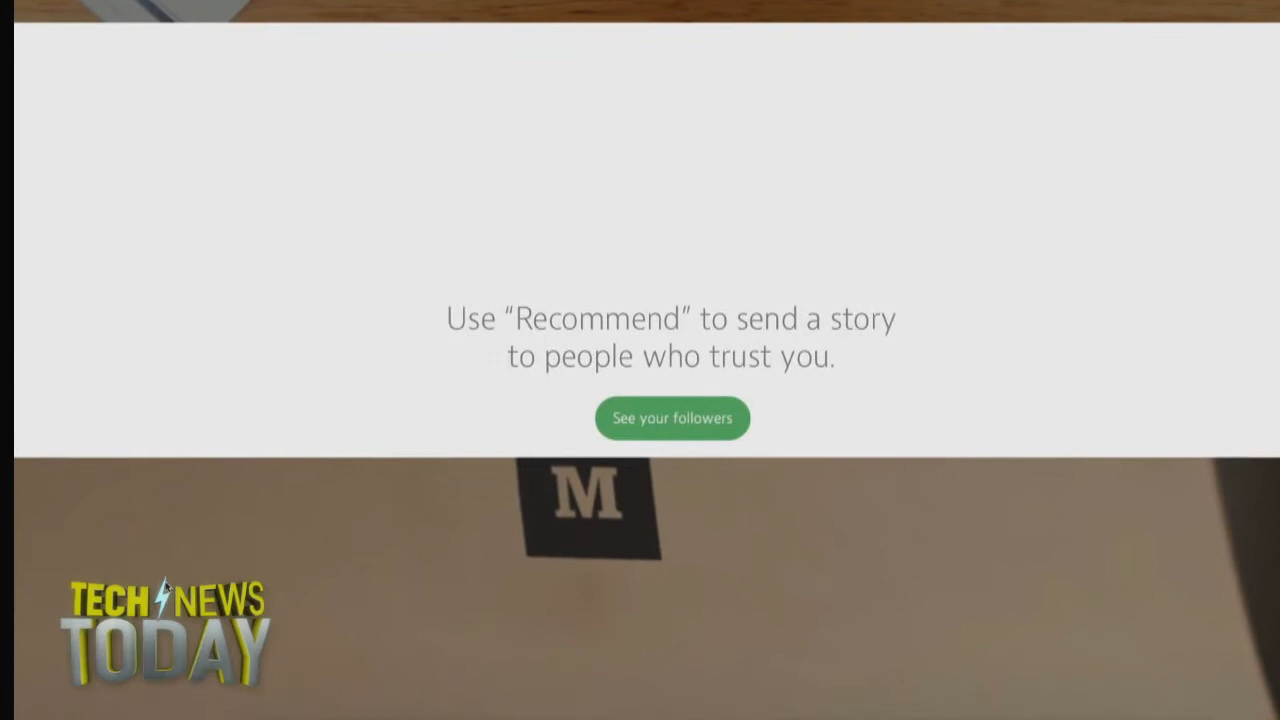 Use “Recommend” to send a story
to people who trust you.
See your followers
M
TECH NEWS
TODAY